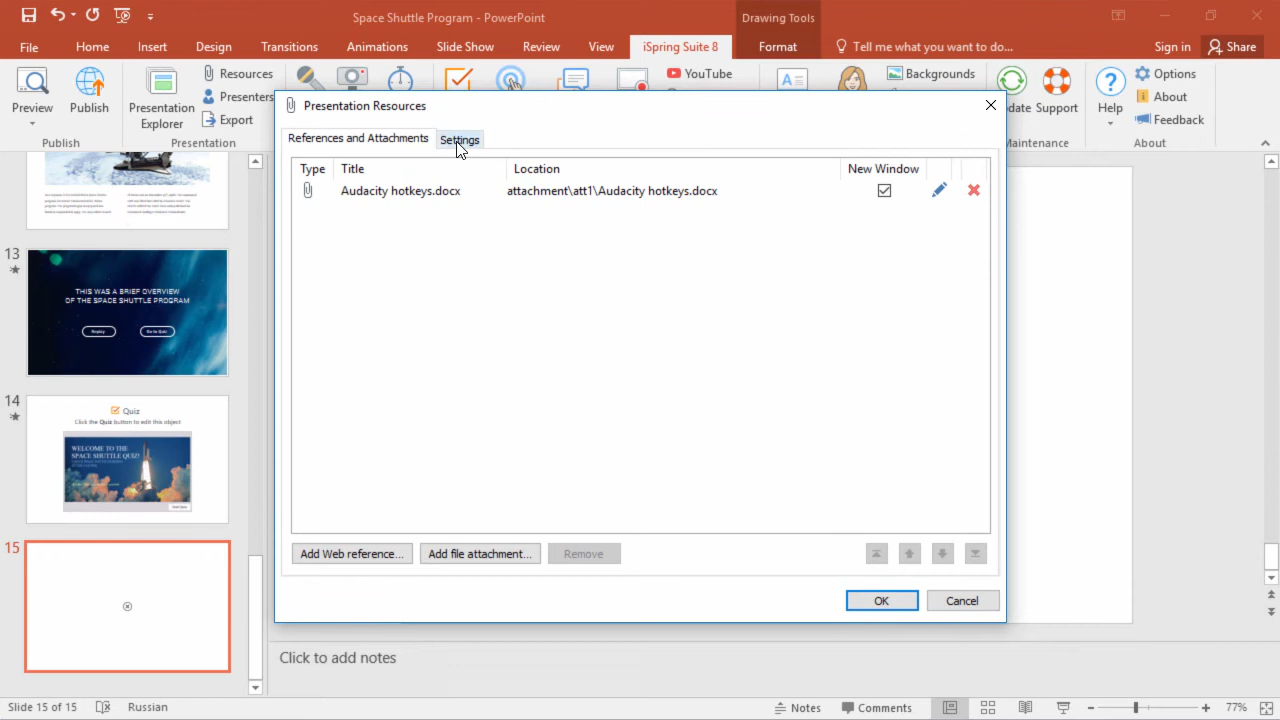 Space Shuttle Program - PowerPoint
Drawing Tools
File
Home
Insert
Design
Transitions
Animations
Slide Show
Review
View
iSpring Suite 8
Format
Tell me what you want to do...
Sign in
Share
Preview
Publish
Presentation
Explorer
Resources
Presenters
Export
YouTube
Backgrounds
Update
Support
Help
Options
About
Feedback
Publish
Presentation
Maintenance
About
Presentation Resources
References and Attachments
Settings
Type
Title
Location
New Window
Audacity hotkeys.docx
attachment\att1\Audacity hotkeys.docx
Add Web reference...
Add file attachment...
Remove
OK
Cancel
13
THIS WAS A BRIEF OVERVIEW
OF THE SPACE SHUTTLE PROGRAM
Replay
Go to Quiz
14
Quiz
Click the Quiz button to edit this object
WELCOME TO THE
SPACE SHUTTLE QUIZ!
15
Click to add notes
Slide 15 of 15
Russian
Notes
Comments
77%